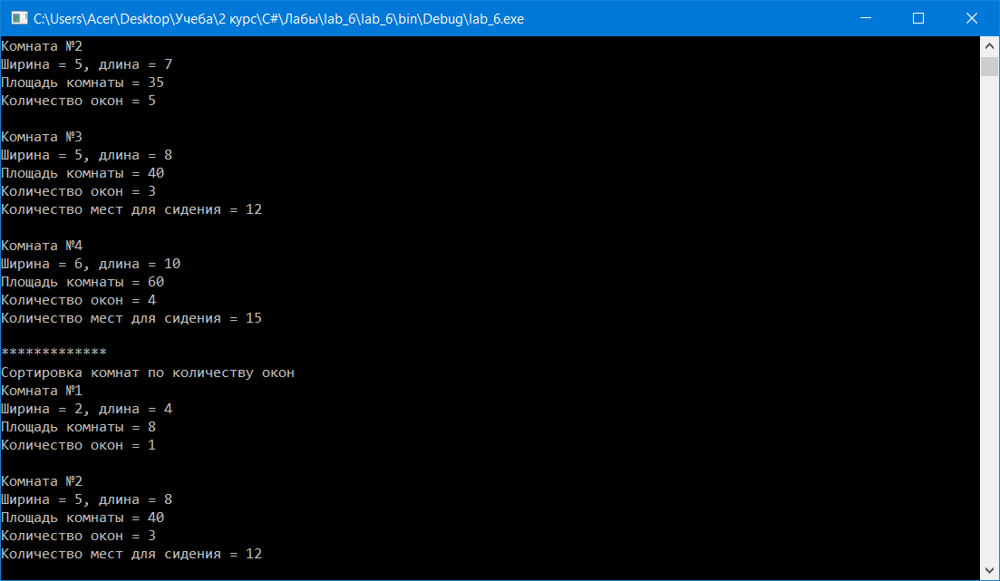 C:\Users\Acer\Desktop\Учеба\2 курс\C#\Лабы\lab_6\lab_6\bin\Debug\lab_6.exe
Комната №2
Ширина = 5, длина = 7
Площадь комнаты = 35
Количество окон = 5
Комната №3
Ширина = 5, длина = 8
Площадь комнаты = 40
Количество окон = 3
Количество мест для сидения = 12
Комната №4
Ширина = 6, длина = 10
Площадь комнаты = 60
Количество окон = 4
Количество мест для сидения = 15
*************
Сортировка комнат по количеству окон
Комната №1
Ширина = 2, длина = 4
Площадь комнаты = 8
Количество окон = 1
Комната №2
Ширина = 5, длина = 8
Площадь комнаты = 40
Количество окон = 3
Количество мест для сидения = 12